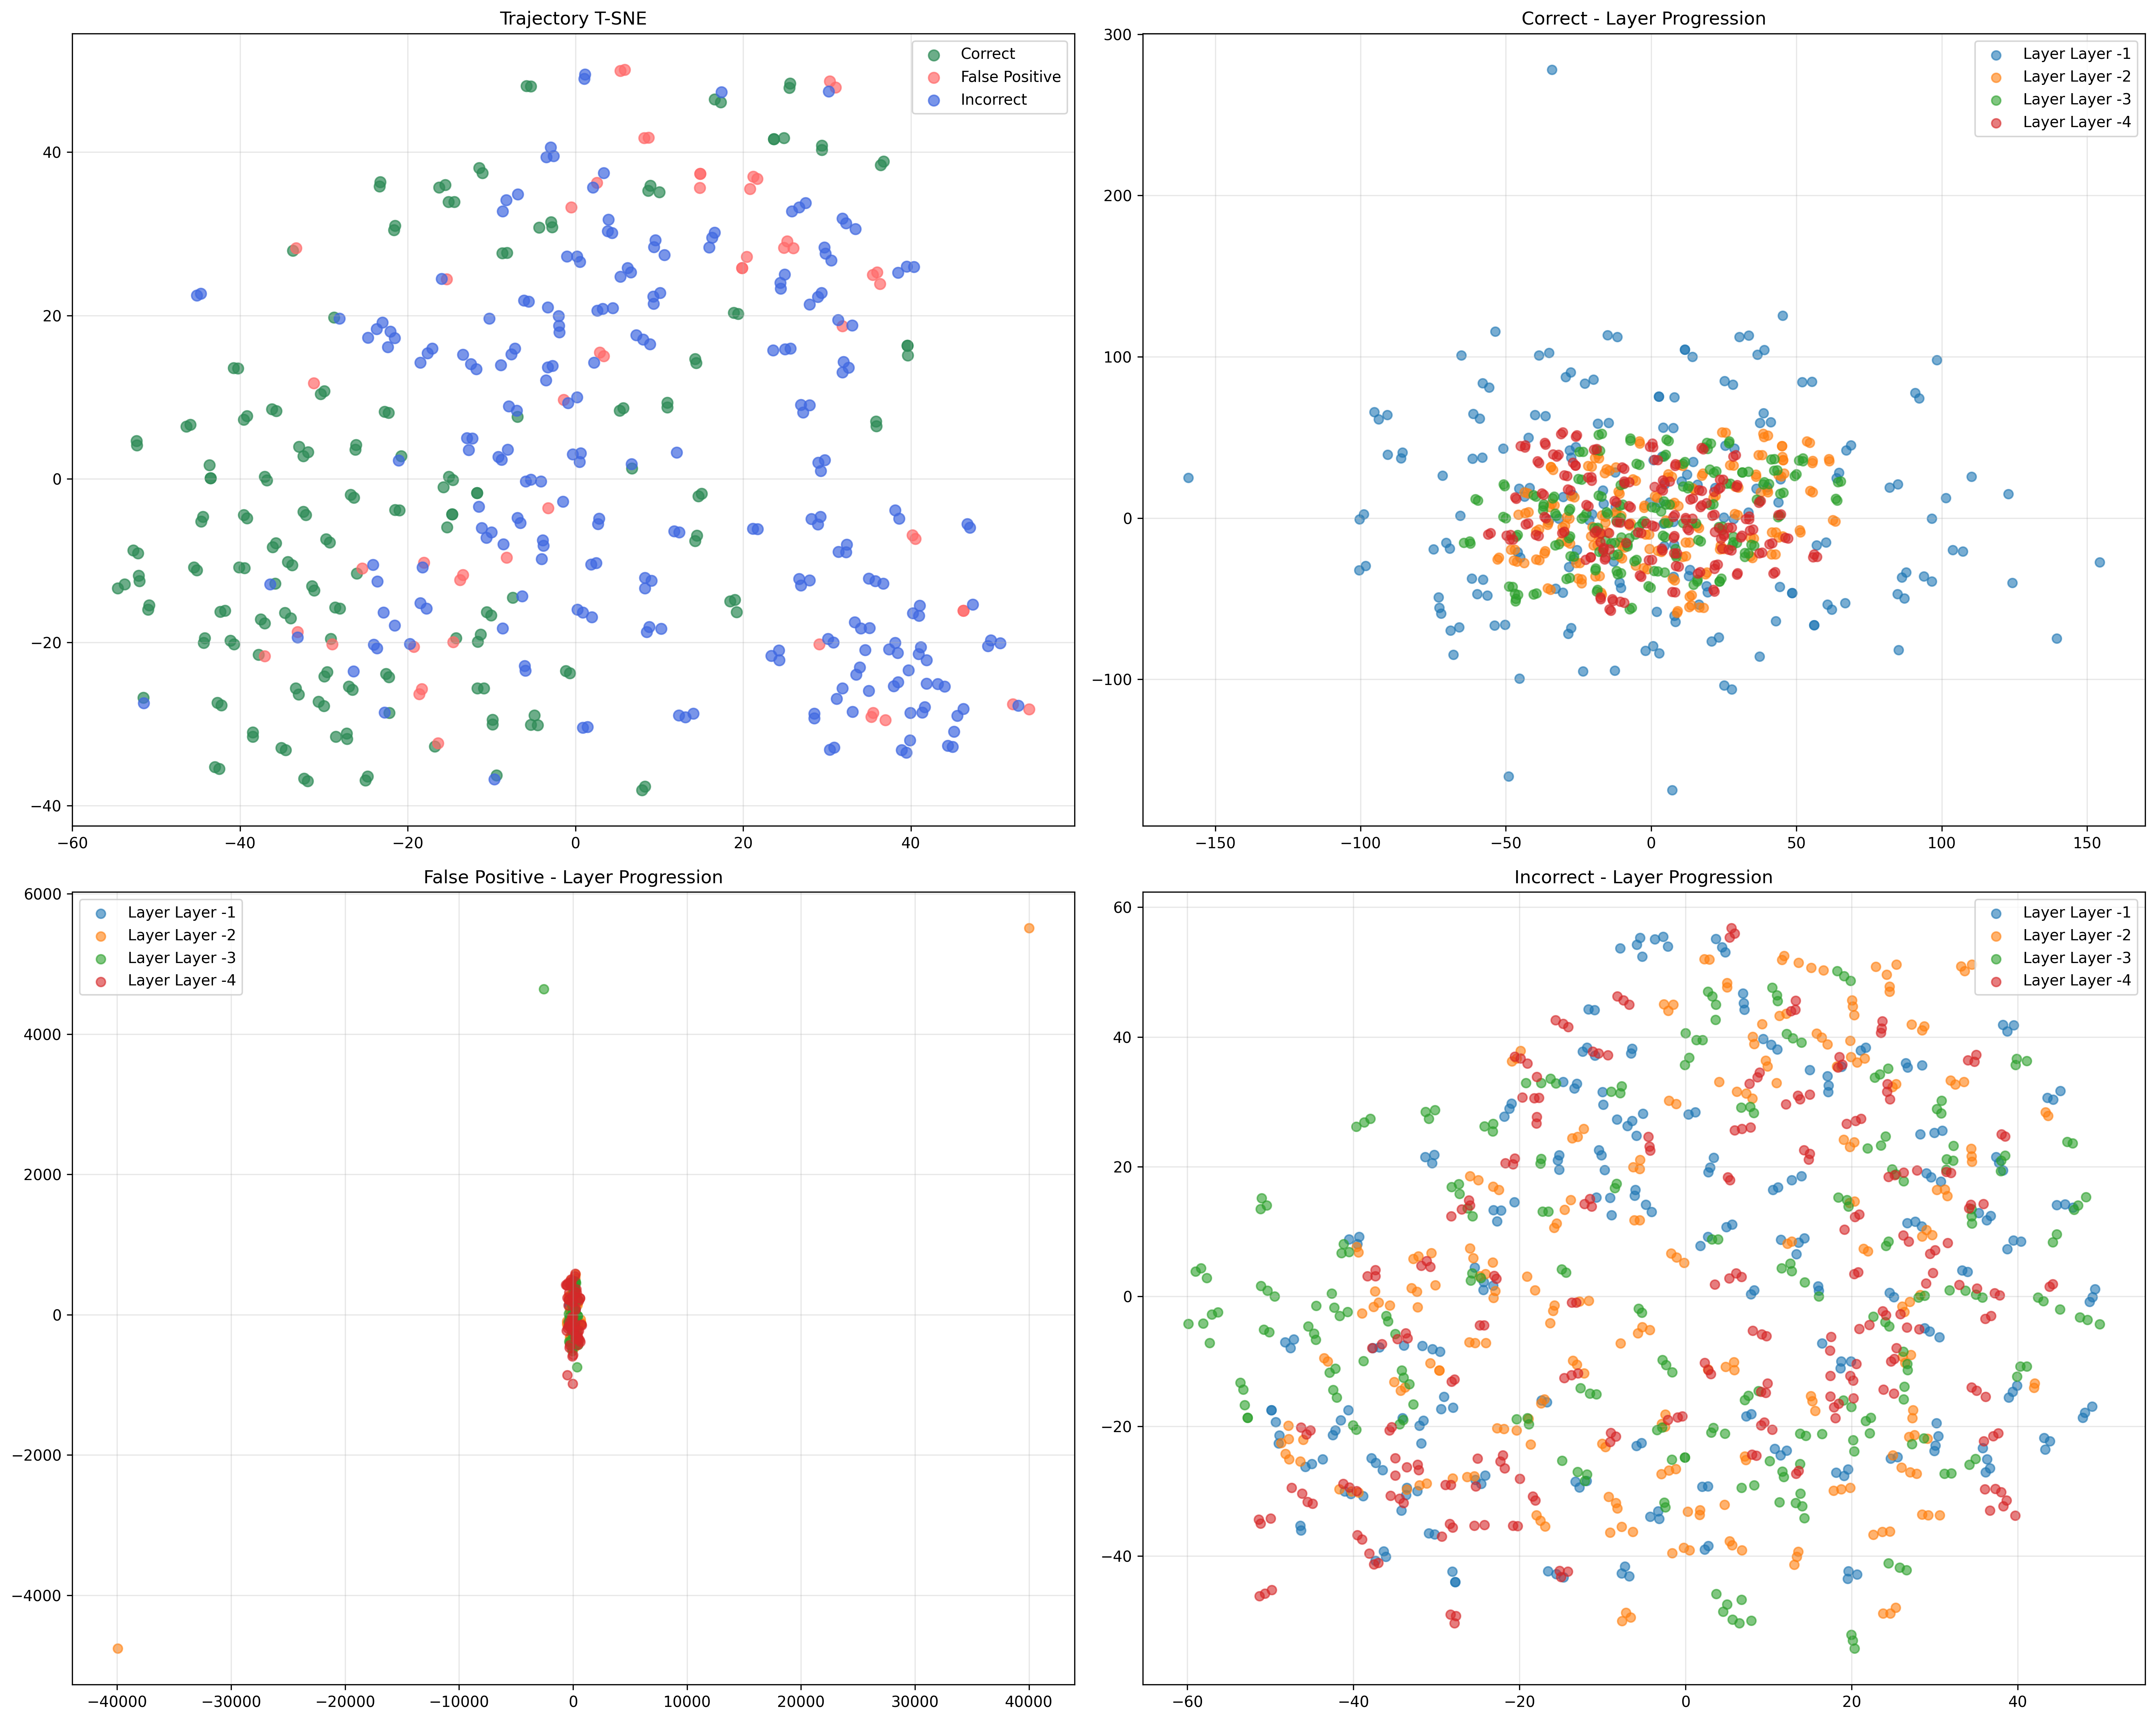 Trajectory T-SNE
Correct
False Positive
Incorrect
40
20
0
−20
−40
−60
−40
−20
0
20
40
Correct - Layer Progression
Layer Layer -1
Layer Layer -2
Layer Layer -3
Layer Layer -4
300
200
100
0
−100
−150
−100
−50
0
50
100
150
False Positive - Layer Progression
Layer Layer -1
Layer Layer -2
Layer Layer -3
Layer Layer -4
6000
4000
2000
0
−2000
−4000
−40000
−30000
−20000
−10000
0
10000
20000
30000
40000
Incorrect - Layer Progression
Layer Layer -1
Layer Layer -2
Layer Layer -3
Layer Layer -4
60
40
20
0
−20
−40
−60
−40
−20
0
20
40